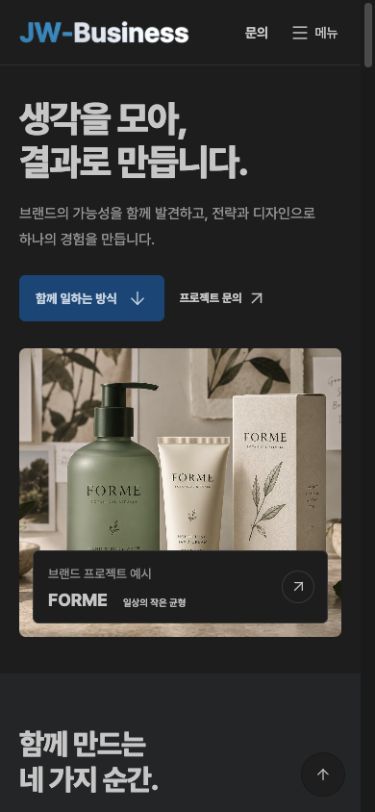 JW-Business
문의
메뉴
생각을 모아,
결과로 만듭니다.
브랜드의 가능성을 함께 발견하고, 전략과 디자인으로
하나의 경험을 만듭니다.
함께 일하는 방식
프로젝트 문의
FORME
FORME
FORME
브랜드 프로젝트 예시
FORME 일상의 작은 균형
함께 만드는
네 가지 순간.